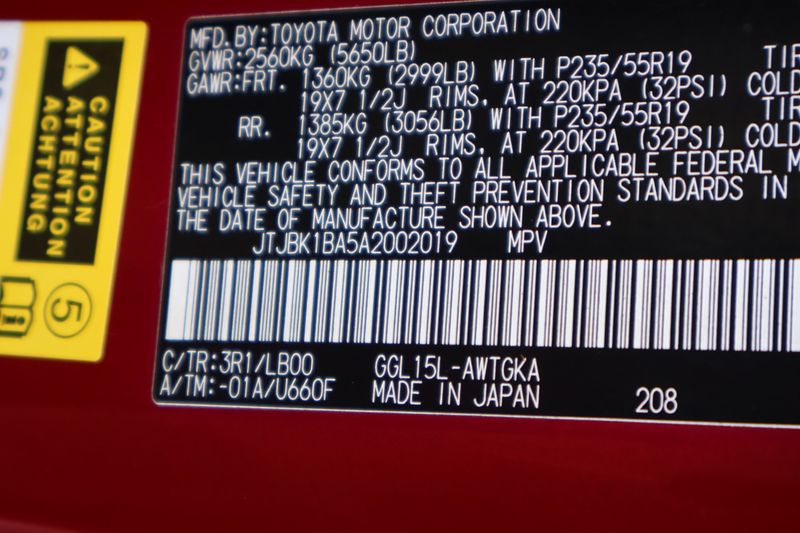 MFD. BY: TOYOTA MOTOR CORPORATION
GVWR: 2560KG (5650LB)
GAWR: FRT. 1360KG (2999LB) WITH P235/55R19 TIR
19X7 1/2J RIMS, AT 220KPA (32PSI) COLD
RR. 1385KG (3056LB) WITH P235/55R19 TIR
19X7 1/2J RIMS, AT 220KPA (32PSI) COLD
THIS VEHICLE CONFORMS TO ALL APPLICABLE FEDERAL M
VEHICLE SAFETY AND THEFT PREVENTION STANDARDS IN
THE DATE OF MANUFACTURE SHOWN ABOVE.
JTJBK1BA5A2002019 MPV
C/TR: 3R1/LB00 GGL15L-AWTGKA
A/TM: -01A/U660F MADE IN JAPAN 208
CAUTION
ATTENTION
ACHTUNG
5